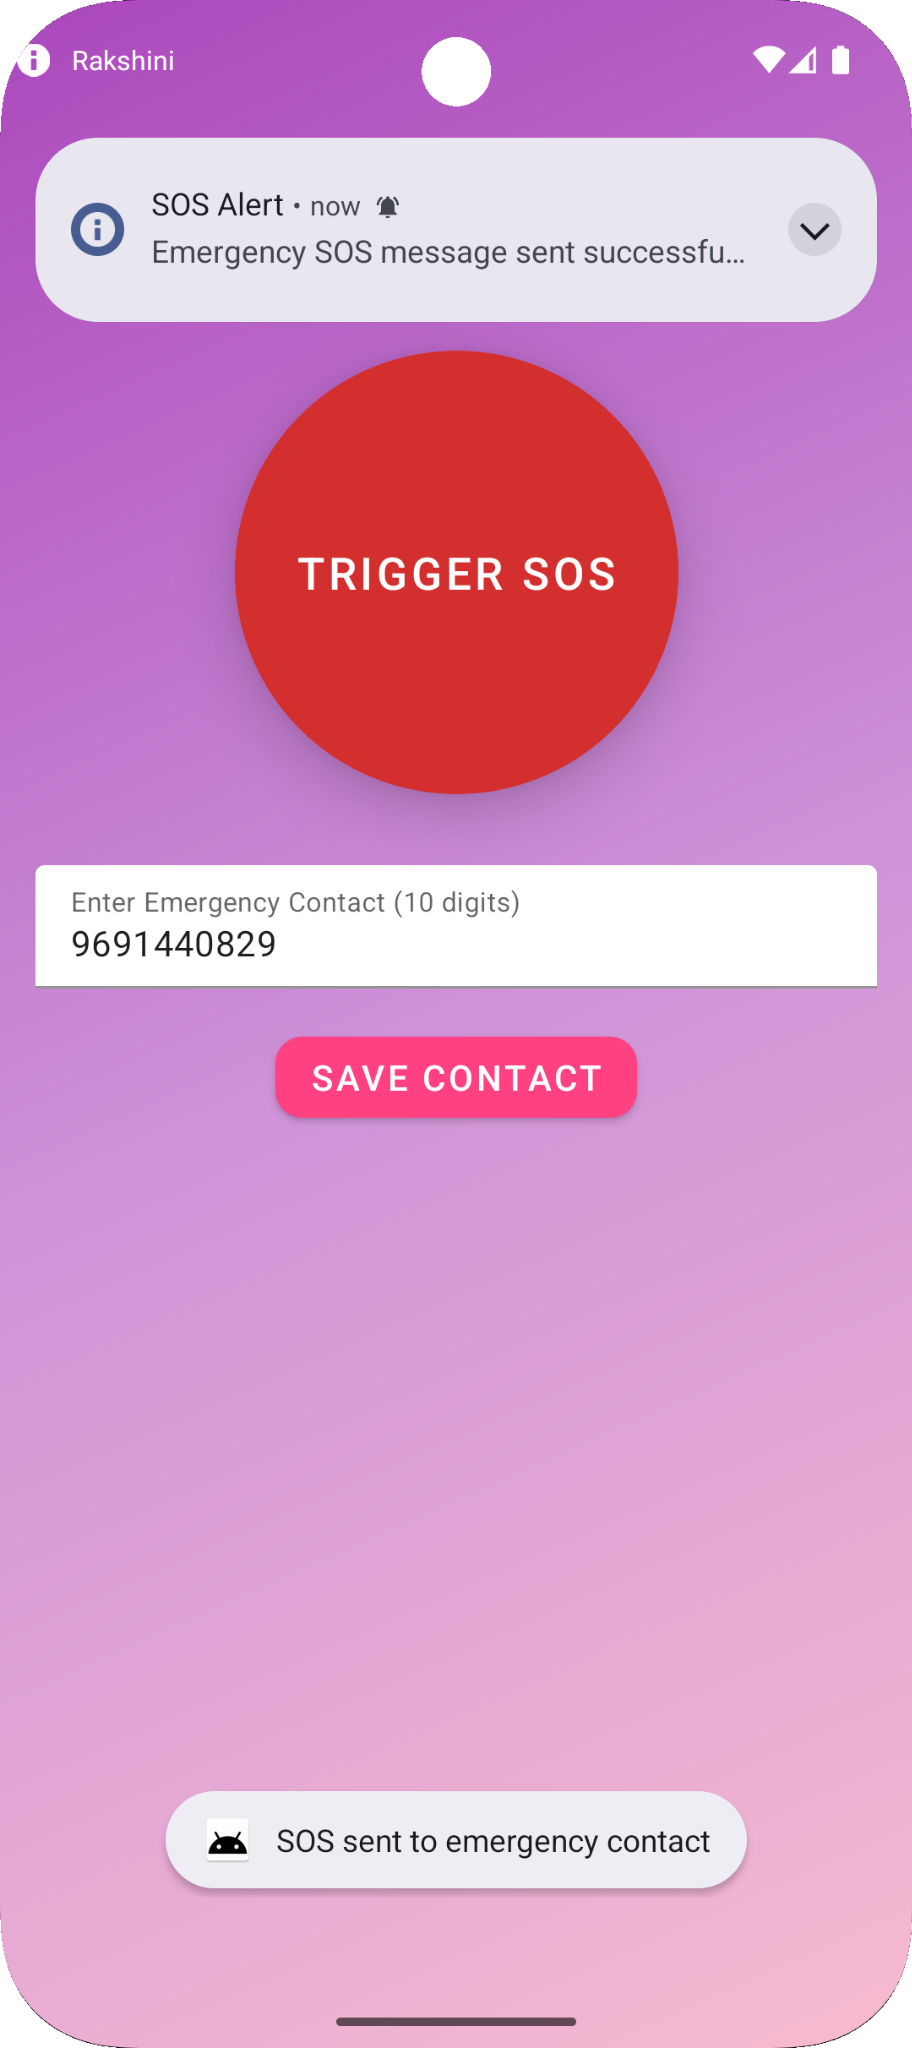 Rakshini
SOS Alert • now
Emergency SOS message sent successfu...
TRIGGER SOS
Enter Emergency Contact (10 digits)
9691440829
SAVE CONTACT
SOS sent to emergency contact